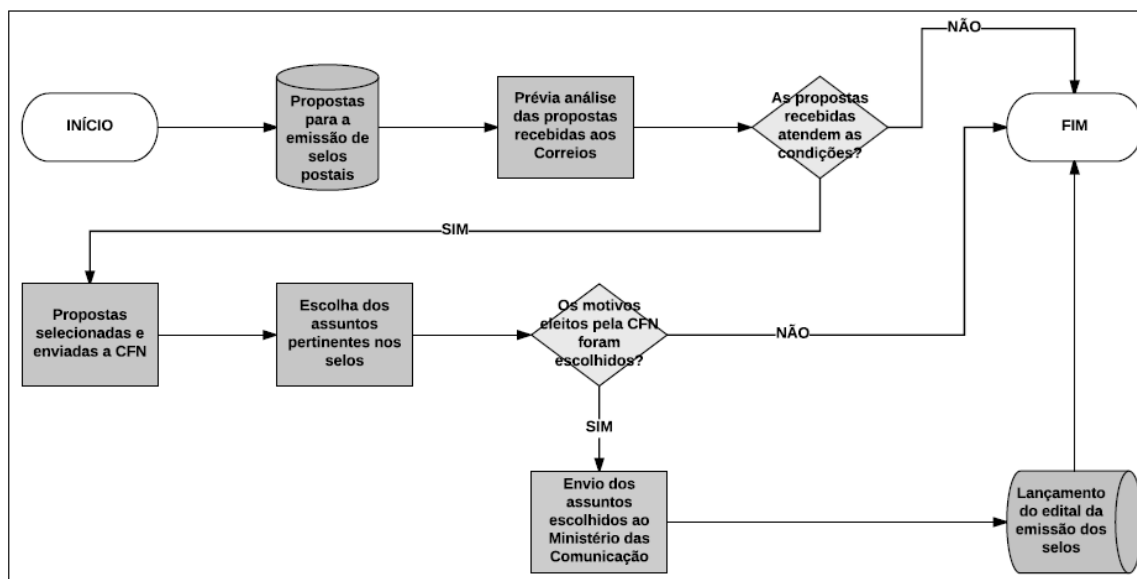 INÍCIO
Propostas
para a
emissão de
selos
postais
Prévia análise
das propostas
recebidas aos
Correios
As propostas
recebidas
atendem as
condições?
NÃO
FIM
SIM
Propostas
selecionadas e
enviadas a CFN
Escolha dos
assuntos
pertinentes nos
selos
Os motivos
eleitos pela CFN
foram
escolhidos?
NÃO
SIM
Envio dos
assuntos
escolhidos ao
Ministério das
Comunicação
Lançamento
do edital da
emissão dos
selos